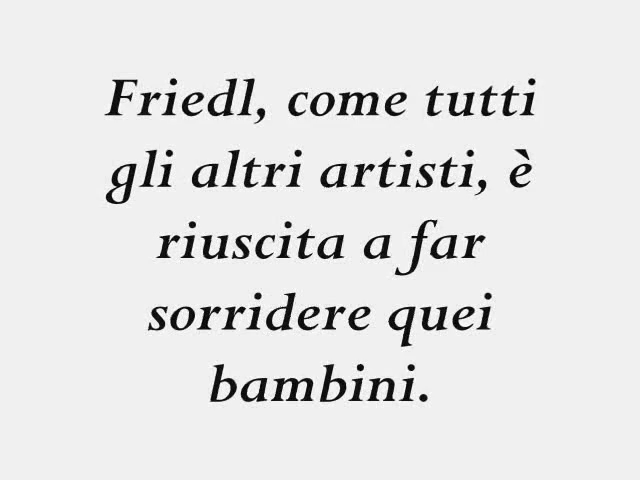 Friedl, come tutti
gli altri artisti, è
riuscita a far
sorridere quei
bambini.